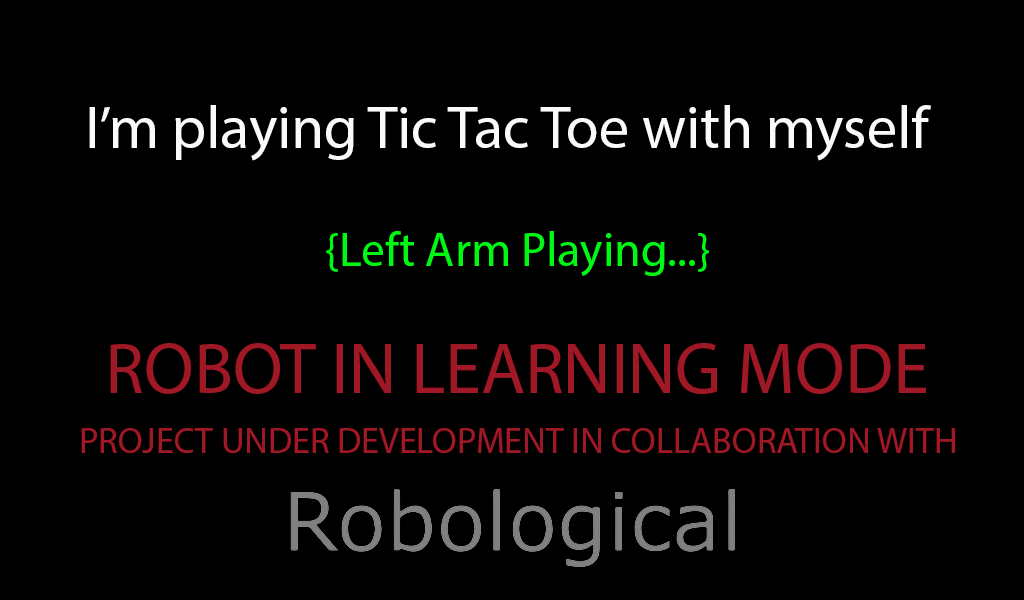 I’m playing Tic Tac Toe with myself
{Left Arm Playing...}
ROBOT IN LEARNING MODE
PROJECT UNDER DEVELOPMENT IN COLLABORATION WITH
Robological